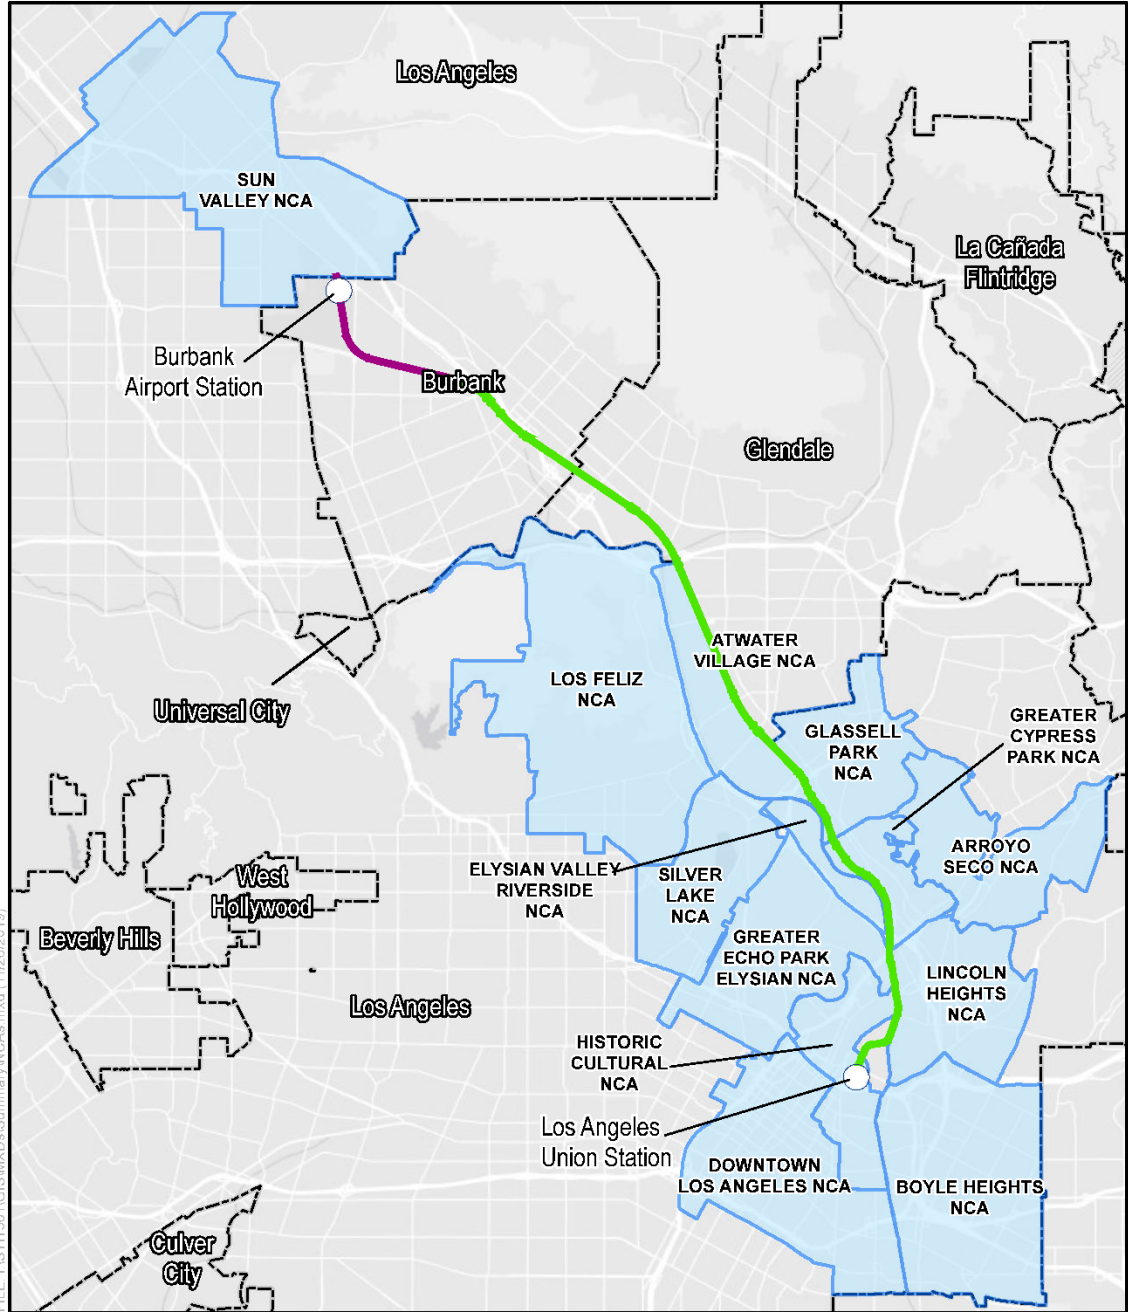 Los Angeles
SUN
VALLEY NCA
La Cañada
Flintridge
Burbank
Airport Station
Burbank
Glendale
ATWATER
VILLAGE NCA
LOS FELIZ
NCA
Universal City
GLASSELL
PARK
NCA
GREATER
CYPRESS
PARK NCA
ELYSIAN VALLEY
RIVERSIDE
NCA
SILVER
LAKE
NCA
ARROYO
SECO NCA
West
Hollywood
Beverly Hills
GREATER
ECHO PARK
ELYSIAN NCA
LINCOLN
HEIGHTS
NCA
Los Angeles
HISTORIC
CULTURAL
NCA
Los Angeles
Union Station
DOWNTOWN
LOS ANGELES NCA
BOYLE HEIGHTS
NCA
Culver
City